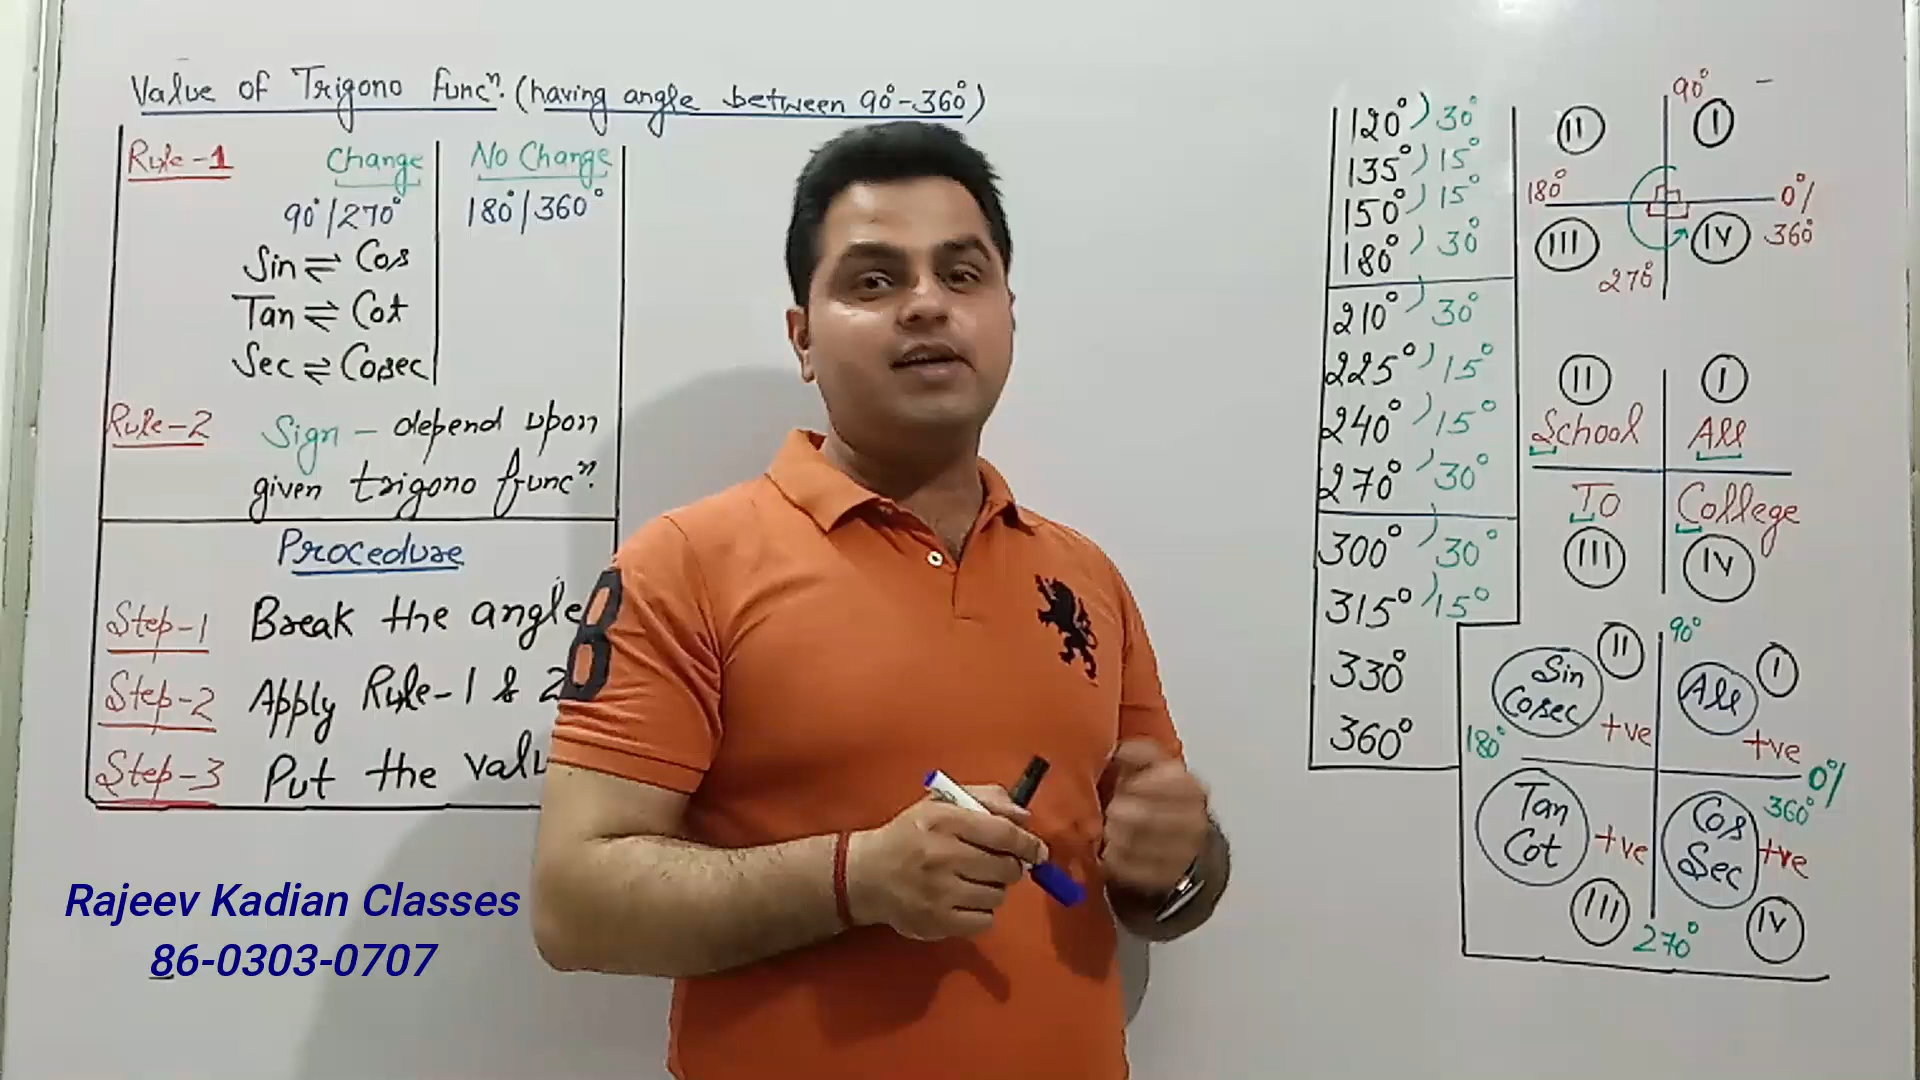 Value of Trigono funcⁿ. (having angle between 90°-360°)
Rule-1 Change No Change
90°/270° 180°/360°
Sin ⇌ Cos
Tan ⇌ Cot
Sec ⇌ Cosec
Rule-2 Sign - depend upon
given trigono funcⁿ.
Procedure
Step-1 Break the angle
Step-2 Apply Rule-1 & 2
Step-3 Put the valu
Rajeev Kadian Classes
86-0303-0707
8
120° ) 30°
135° ) 15°
150° ) 15°
180° ) 30°
210° ) 30°
225° ) 15°
240° ) 15°
270° ) 30°
300° ) 30°
315° ) 15°
330°
360°
90°
II I
180° 0°/
III IV 360°
270°
II I
School All
To College
III IV
90°
II I
Sin All
Cosec +ve +ve
180° 0°/
360°
Tan Cos
Cot +ve Sec +ve
III IV
270°